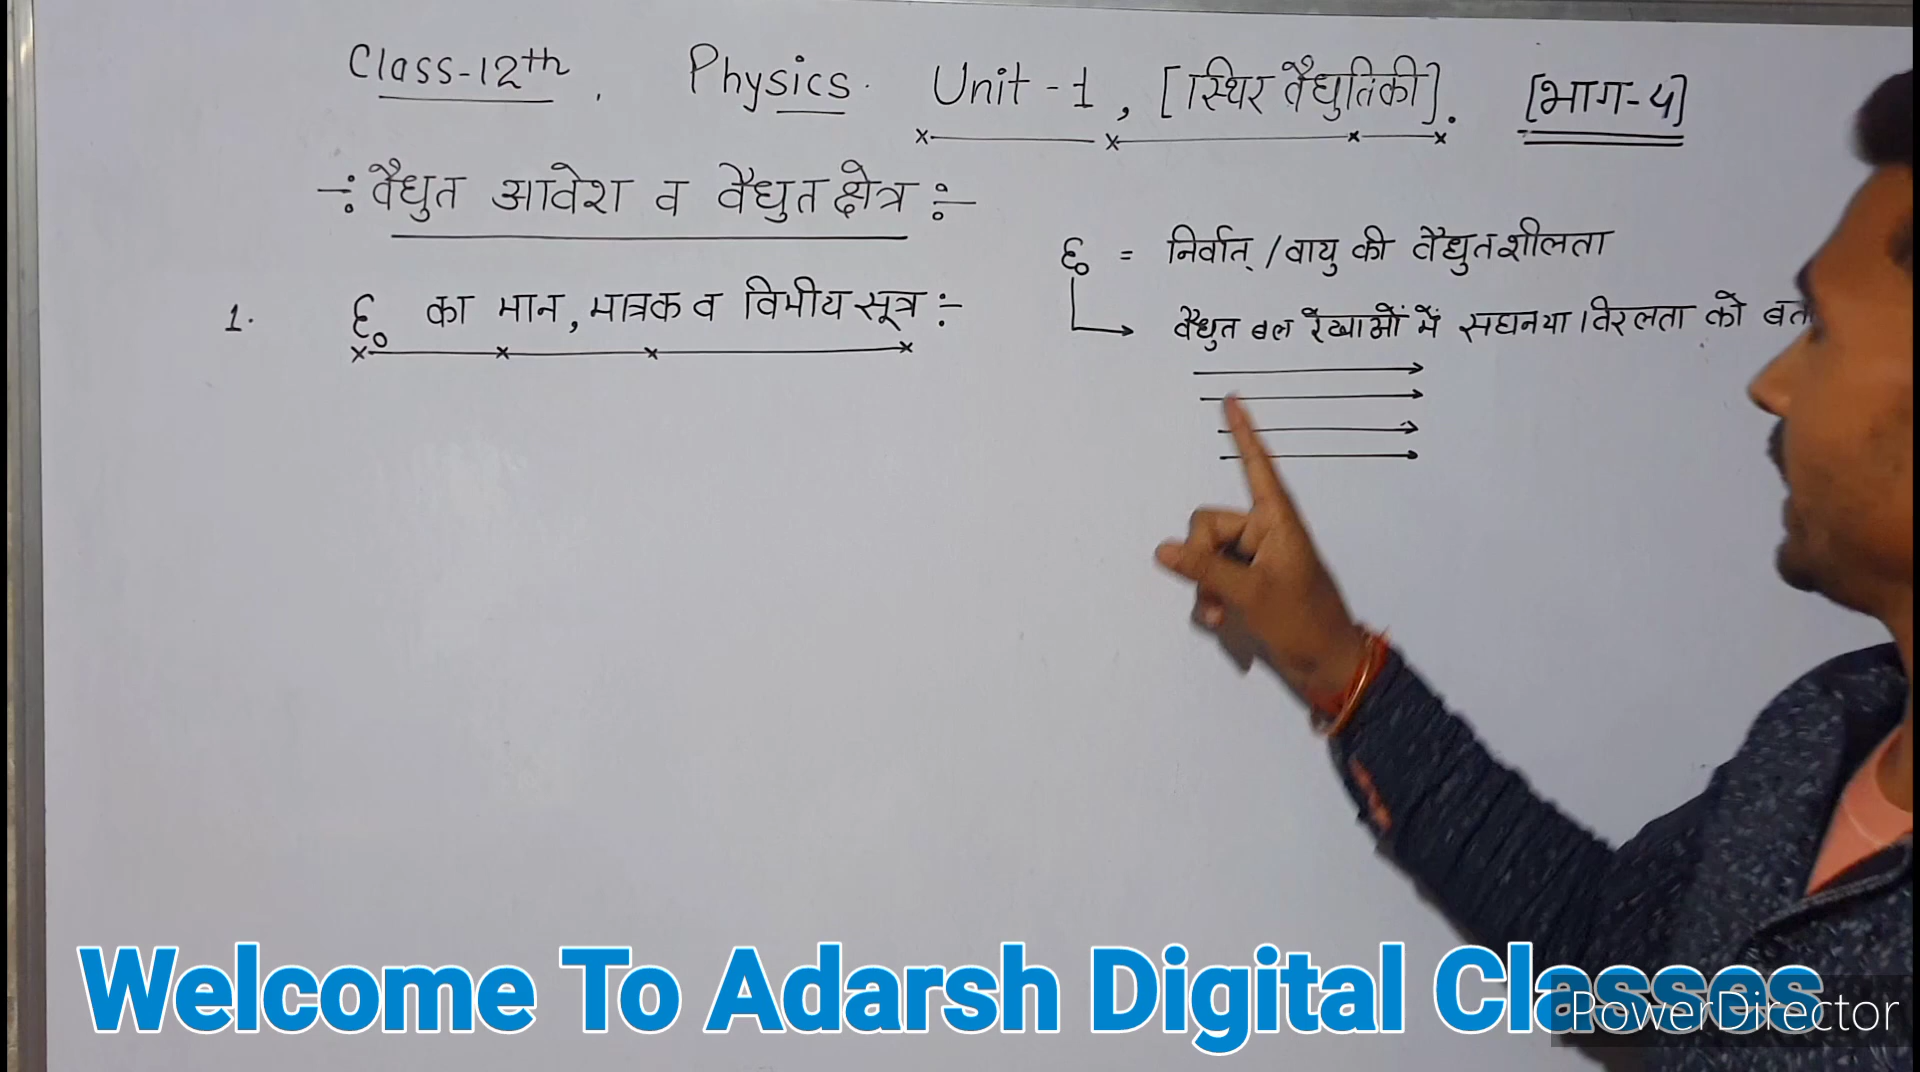 Class-12th. Physics. Unit-1, [स्थिर वैद्युतिकी]. [भाग-4]
-: वैद्युत आवेश व वैद्युत क्षेत्र :-
ε₀ = निर्वात् / वायु की वैद्युतशीलता
1. ε₀ का मान, मात्रक व विमीय सूत्र :-
वैद्युत बल रेखाओं में सघनया । विरलता को
Welcome To Adarsh Digital Classes
PowerDirector